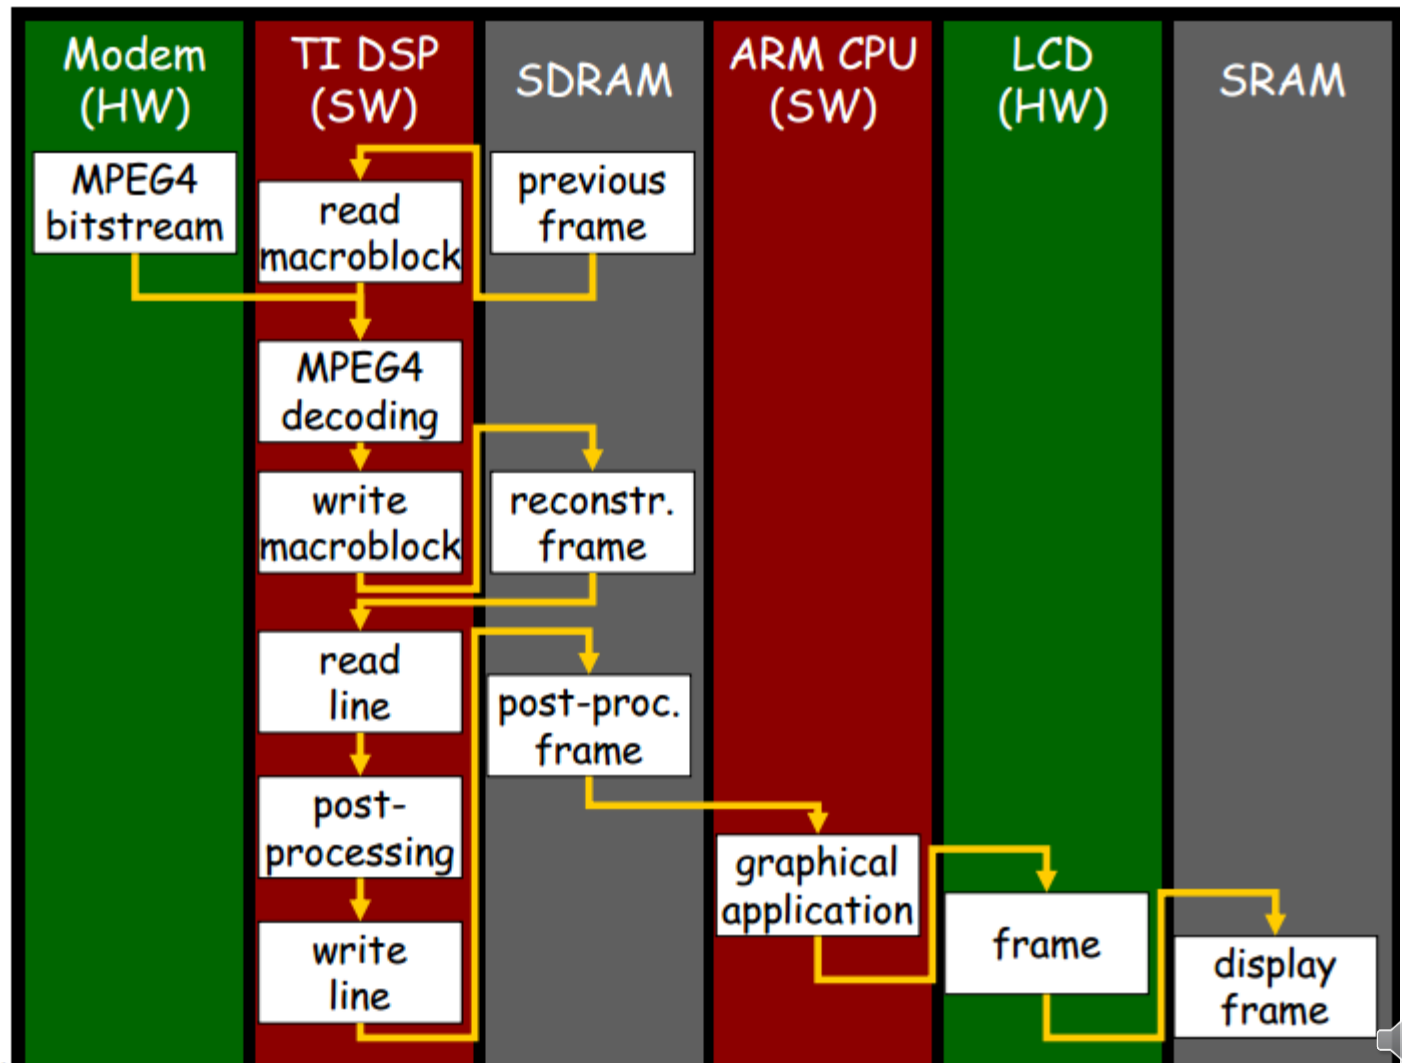 Modem
(HW)
TI DSP
(SW)
SDRAM
ARM CPU
(SW)
LCD
(HW)
SRAM
MPEG4
bitstream
read
macroblock
previous
frame
MPEG4
decoding
write
macroblock
reconstr.
frame
read
line
post-proc.
frame
post-
processing
graphical
application
write
line
frame
display
frame